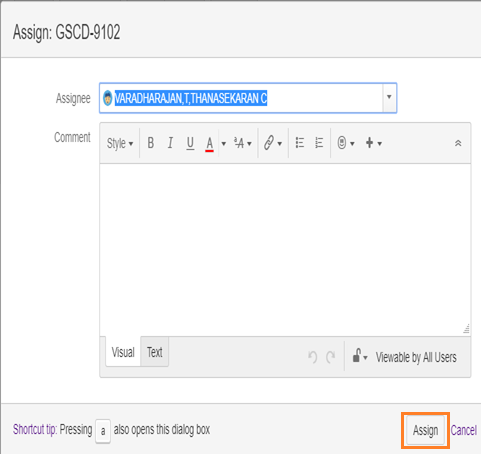 Assign: GSCD-9102
Assignee VARADHARAJAN,T,THANASEKARAN C
Comment Style B I U A ªA
Visual Text Viewable by All Users
Shortcut tip: Pressing a also opens this dialog box Assign Cancel